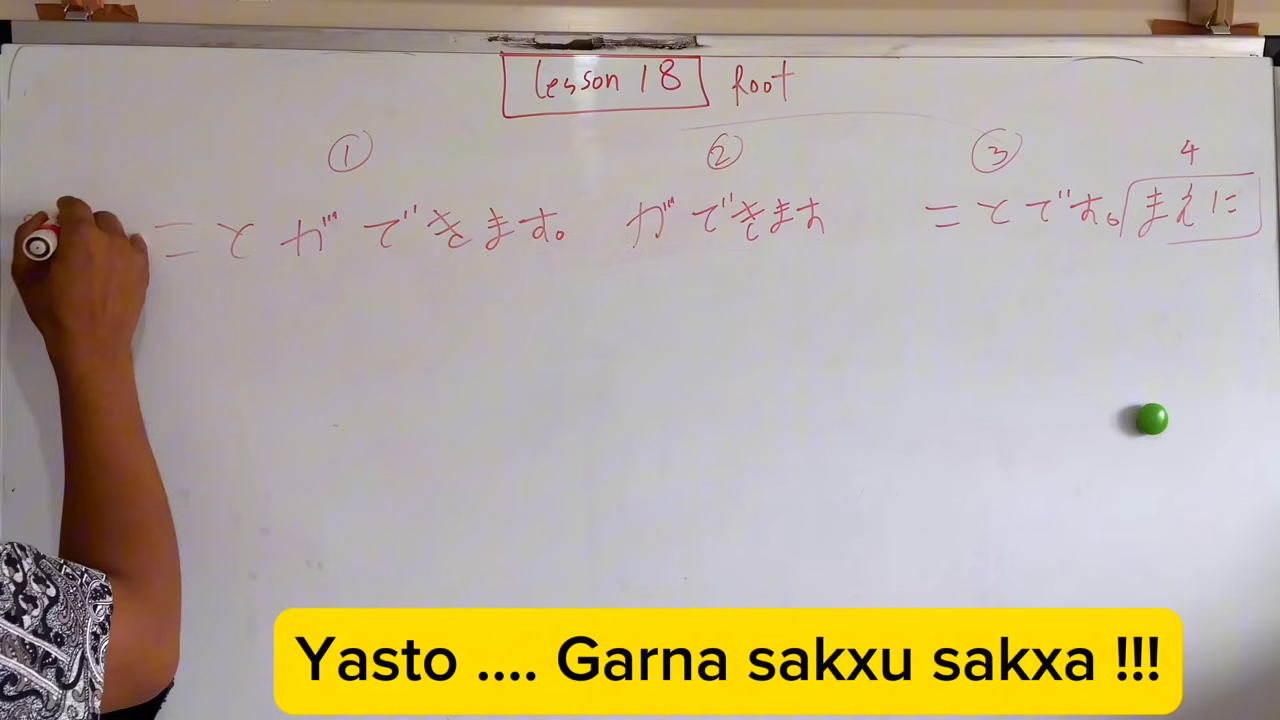 Lesson 18 Root
① ② ③ 4
ことができます。 ができます ことです。 まえに
Yasto .... Garna sakxu sakxa !!!